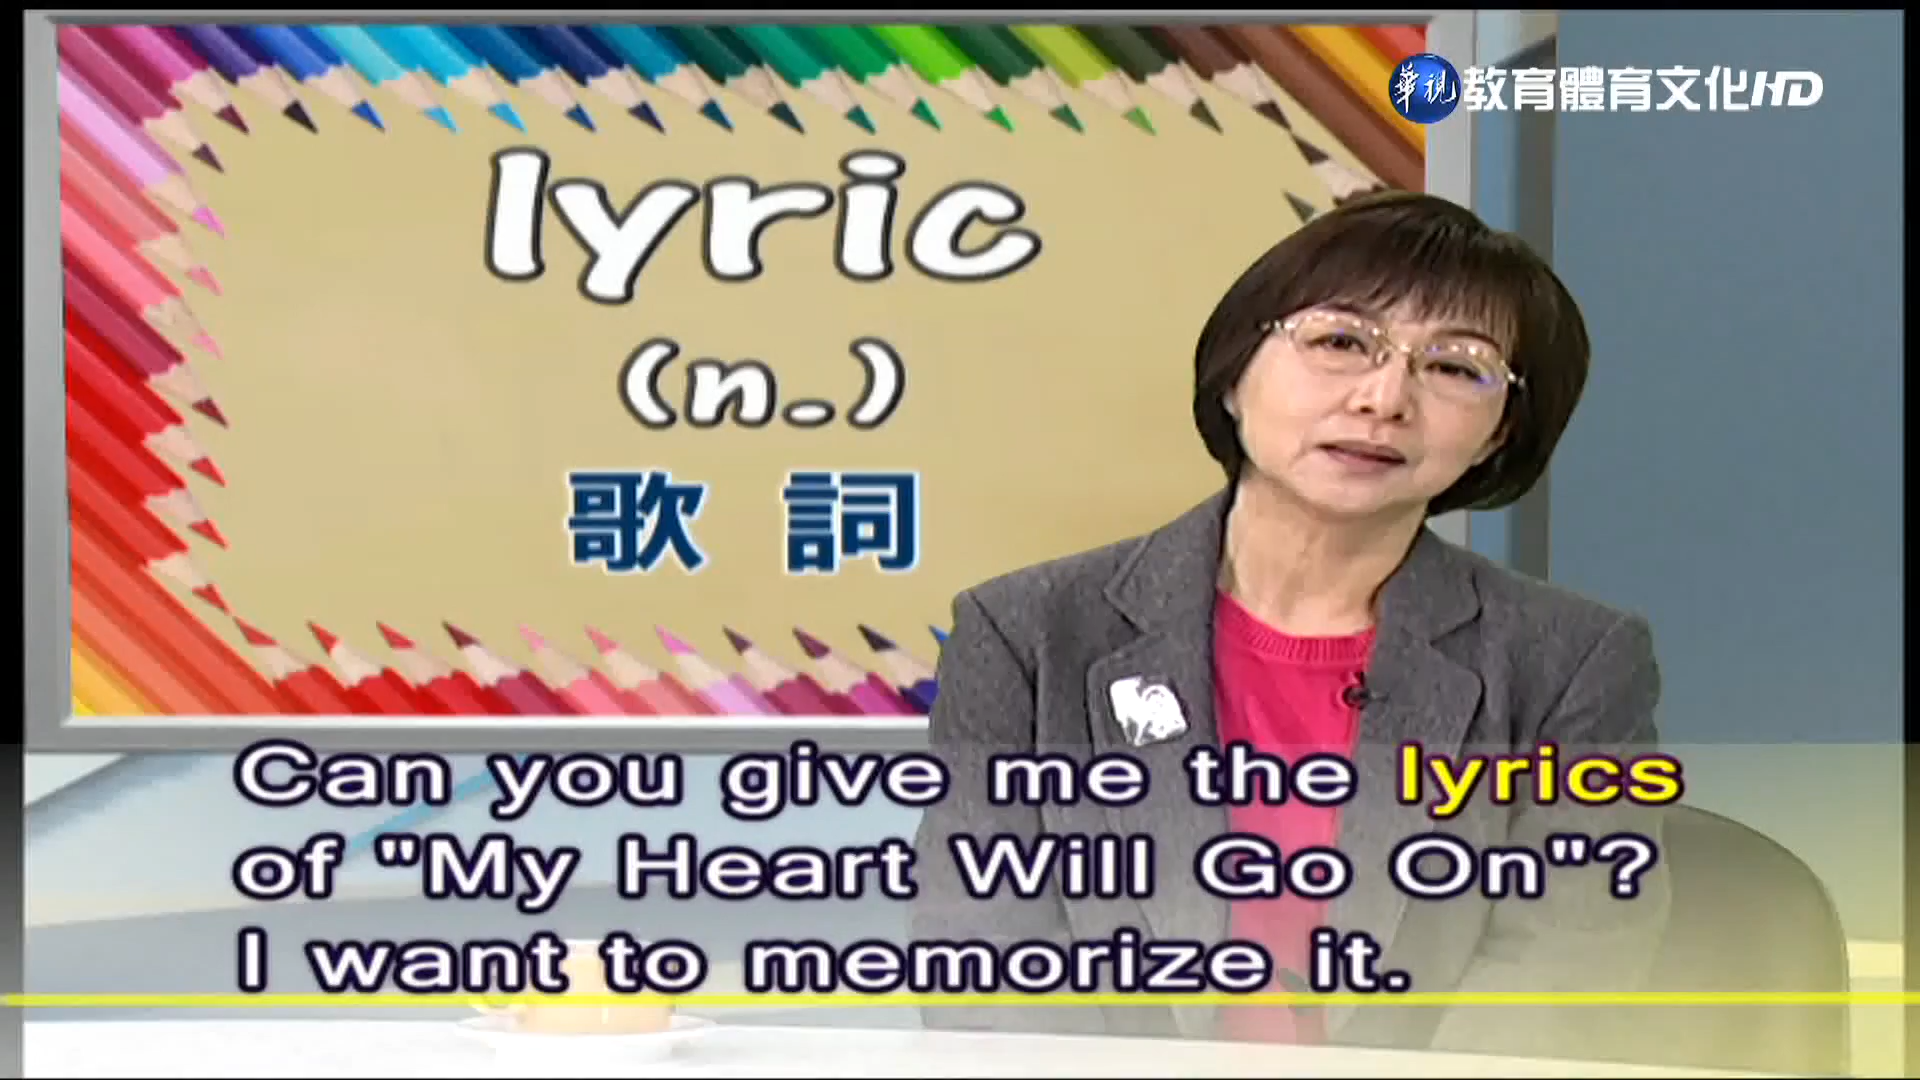 華視 教育體育文化HD
lyric
(n.)
歌詞
Can you give me the lyrics
of "My Heart Will Go On"?
I want to memorize it.